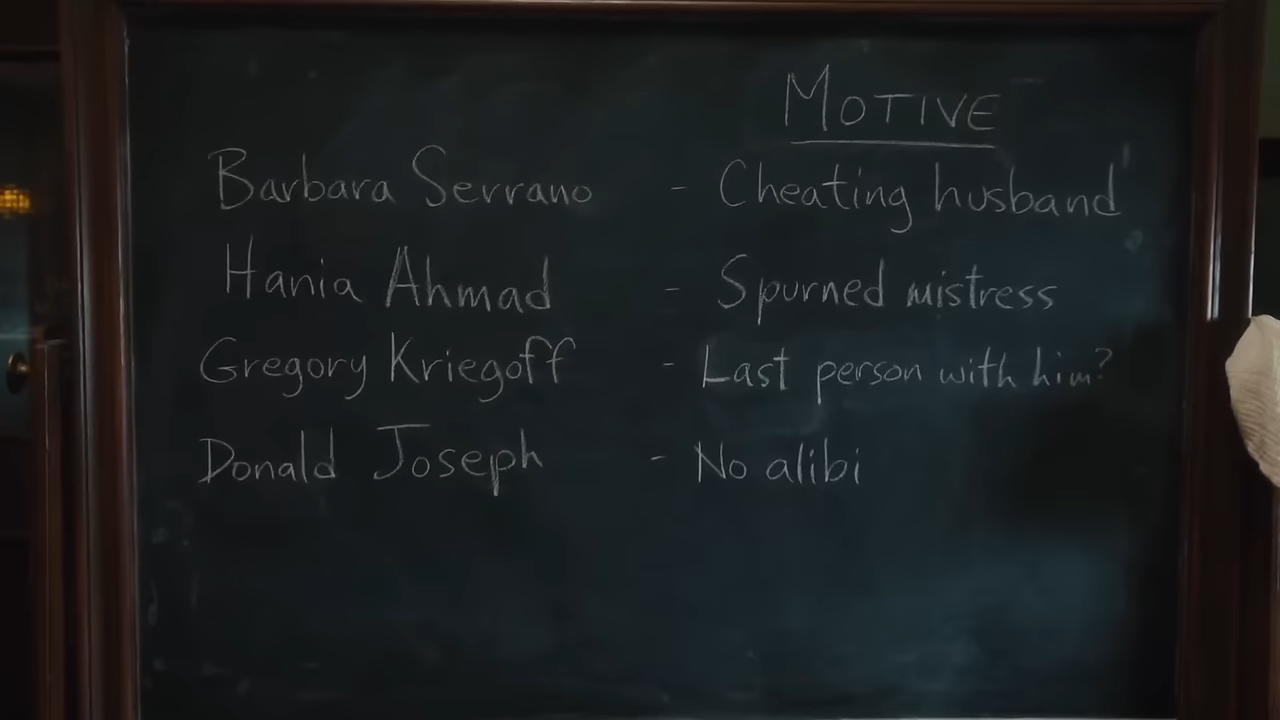 MOTIVE
Barbara Serrano - Cheating husband
Hania Ahmad - Spurned mistress
Gregory Kriegoff - Last person with him?
Donald Joseph - No alibi